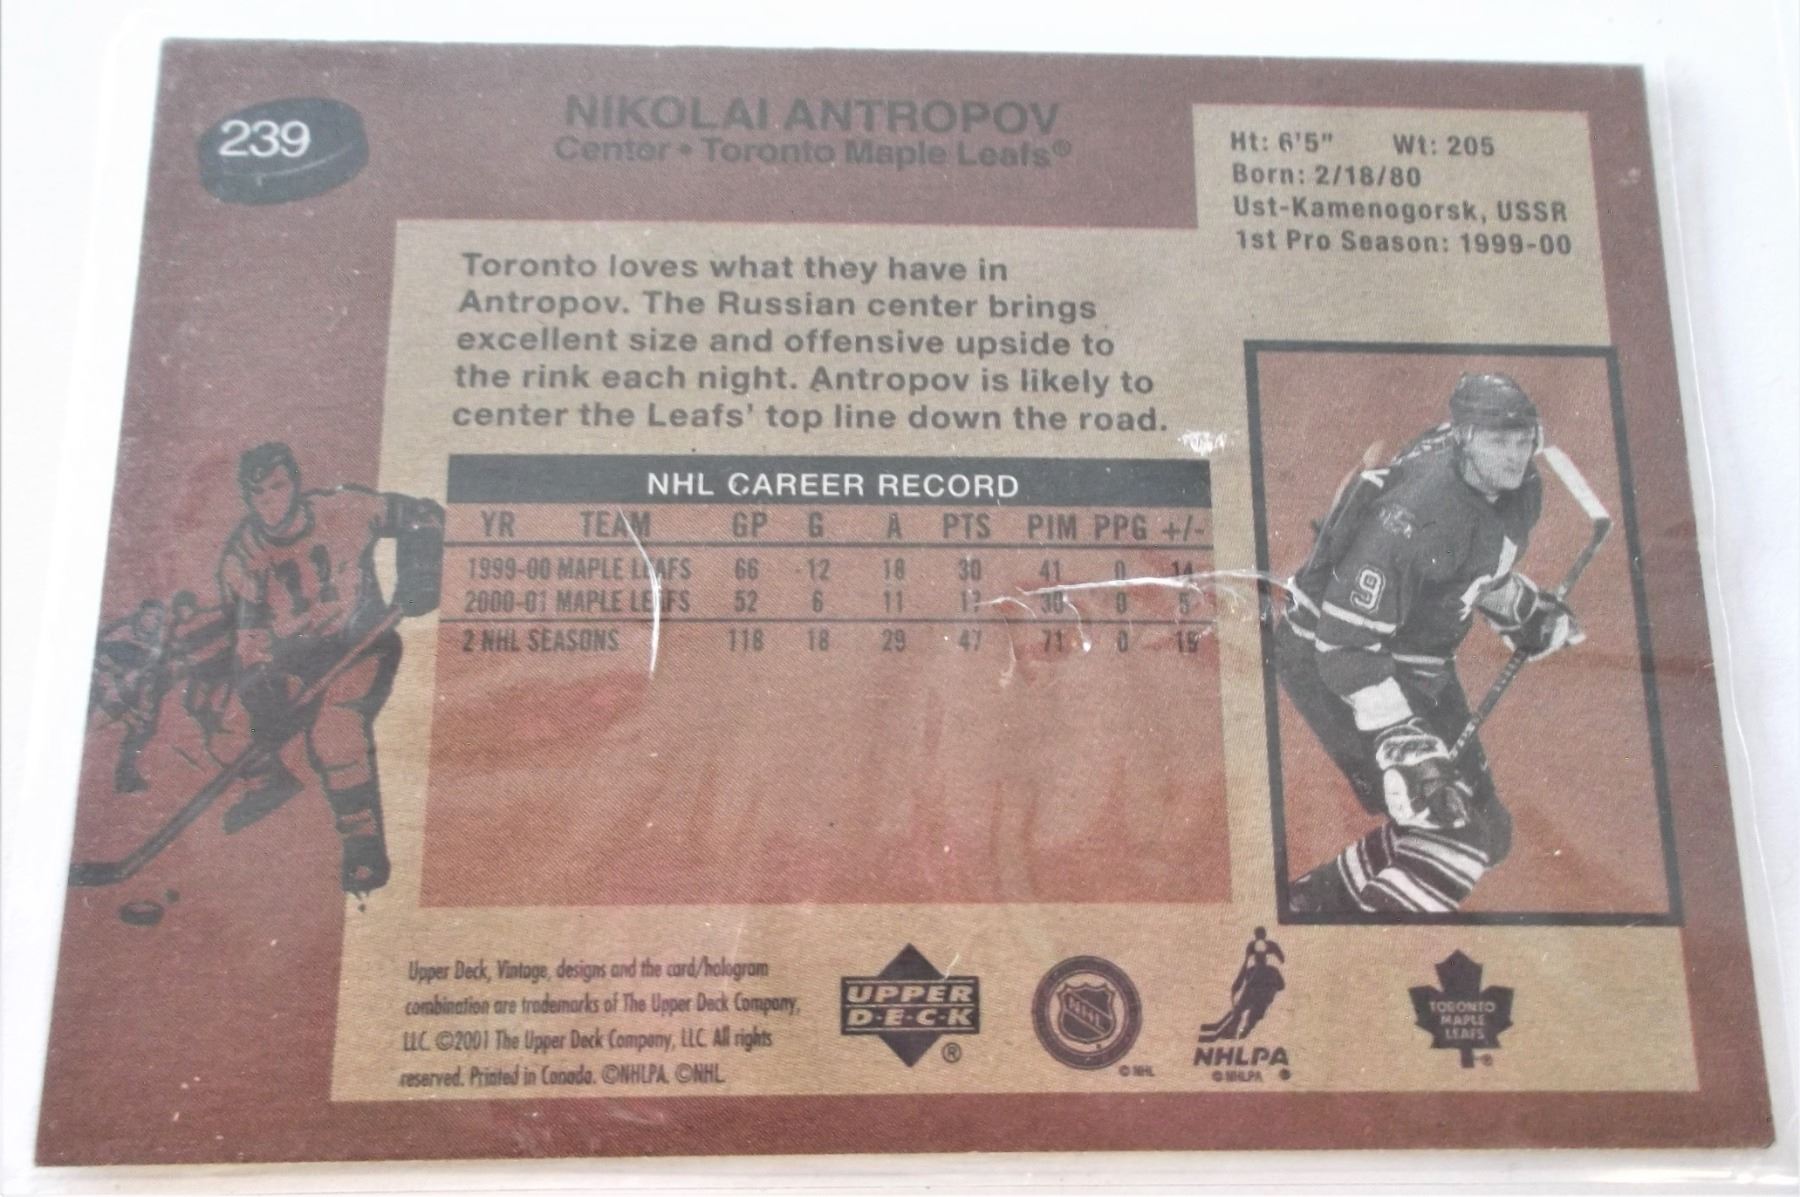 239
NIKOLAI ANTROPOV
Center • Toronto Maple Leafs®
Ht: 6'5" Wt: 205
Born: 2/18/80
Ust-Kamenogorsk, USSR
1st Pro Season: 1999-00
Toronto loves what they have in
Antropov. The Russian center brings
excellent size and offensive upside to
the rink each night. Antropov is likely to
center the Leafs' top line down the road.
NHL CAREER RECORD
YR TEAM GP G A PTS PIM PPG +/-
1999-00 MAPLE LEAFS 66 12 18 30 41 0 14
2000-01 MAPLE LEAFS 52 6 11 17 30 0 5
2 NHL SEASONS 118 18 29 47 71 0 19
9
11
Upper Deck, Vintage, designs and the card/hologram
combination are trademarks of The Upper Deck Company,
LLC. ©2001 The Upper Deck Company, LLC. All rights
reserved. Printed in Canada. ©NHLPA. ©NHL
UPPER
D·E·C·K
®
NHL
© NHL
NHLPA
© NHLPA ®
TORONTO
MAPLE
LEAFS
®